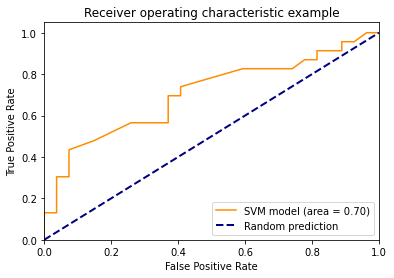 Receiver operating characteristic example
True Positive Rate
1.0
0.8
0.6
0.4
0.2
0.0
SVM model (area = 0.70)
Random prediction
0.0 0.2 0.4 0.6 0.8 1.0
False Positive Rate